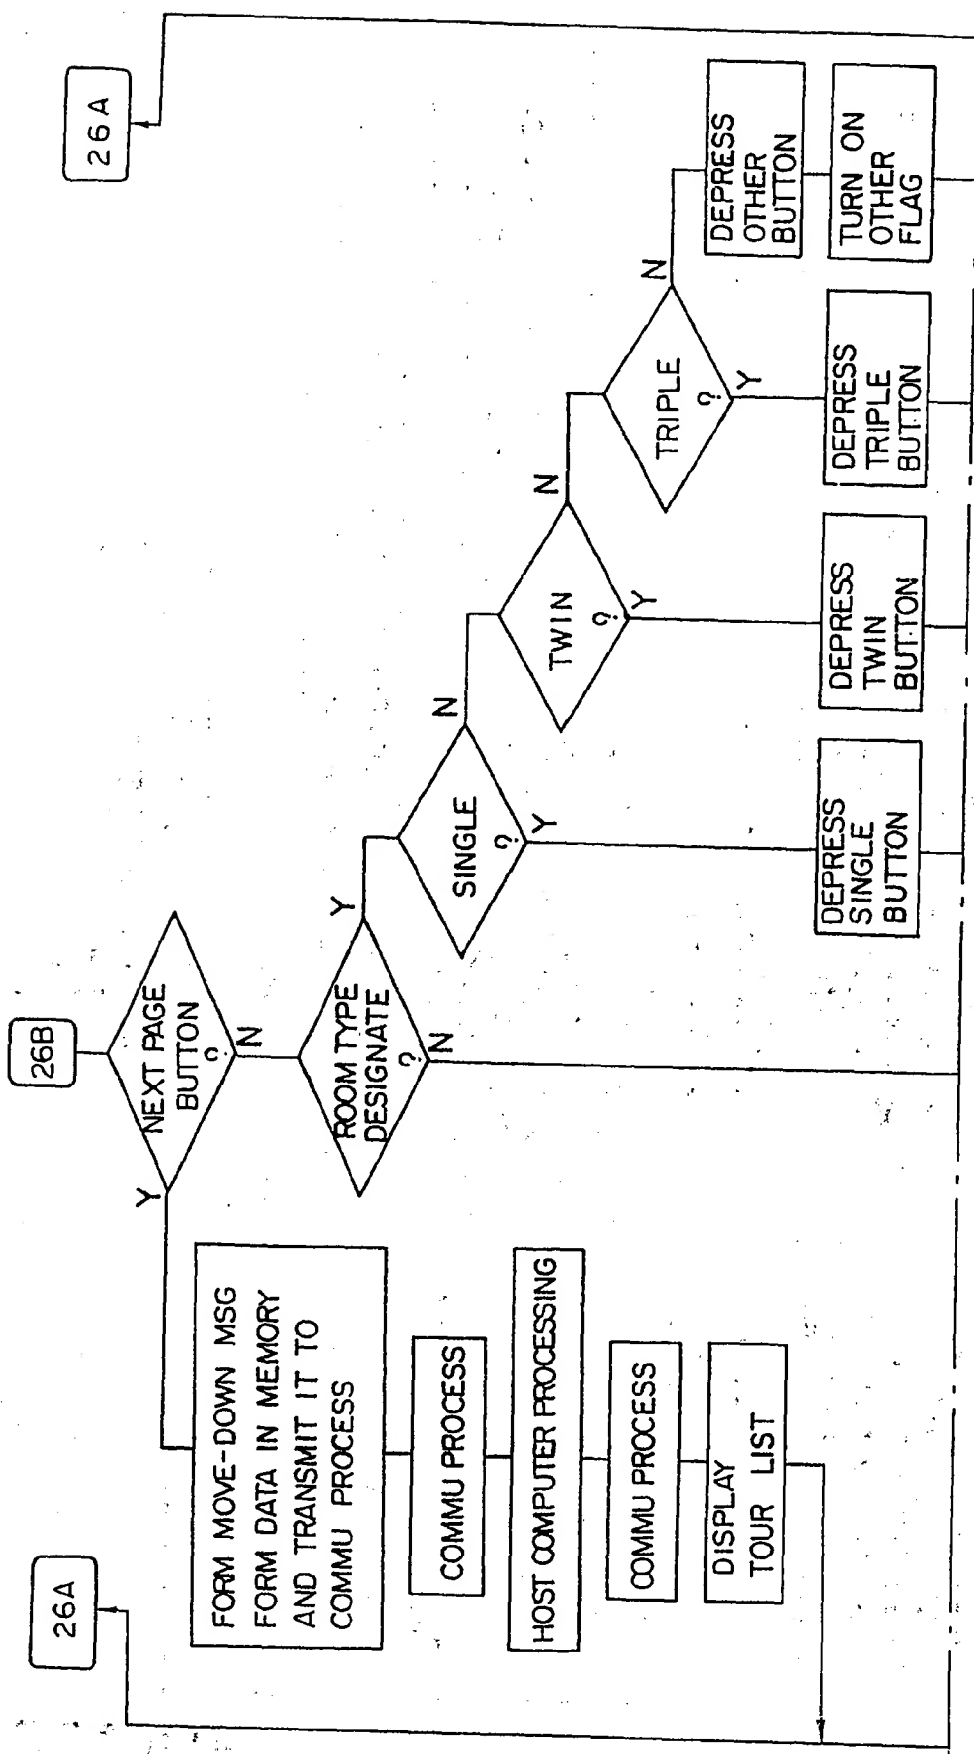 26A
26B
26A
NEXT PAGE
BUTTON
?
Y
N
FORM MOVE-DOWN MSG
FORM DATA IN MEMORY
AND TRANSMIT IT TO
COMMU PROCESS
COMMU PROCESS
HOST COMPUTER PROCESSING
COMMU PROCESS
DISPLAY
TOUR LIST
ROOM TYPE
DESIGNATE
?
Y
N
SINGLE
?
N
Y
TWIN
?
N
Y
TRIPLE
?
N
Y
DEPRESS
SINGLE
BUTTON
DEPRESS
TWIN
BUTTON
DEPRESS
TRIPLE
BUTTON
DEPRESS
OTHER
BUTTON
TURN ON
OTHER
FLAG